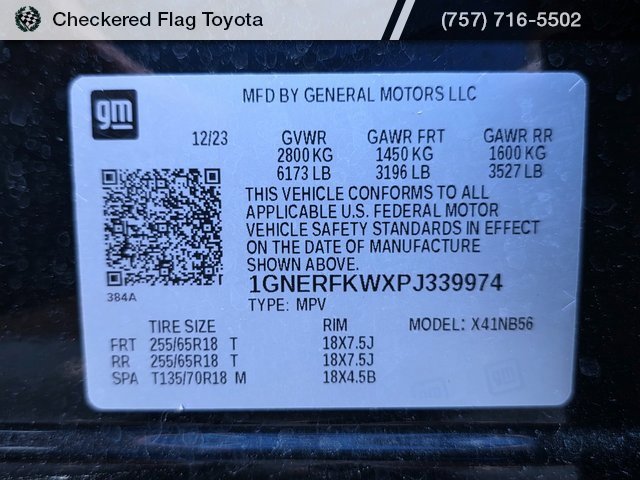 Checkered Flag Toyota
(757) 716-5502
gm
MFD BY GENERAL MOTORS LLC
12/23 GVWR GAWR FRT GAWR RR
2800 KG 1450 KG 1600 KG
6173 LB 3196 LB 3527 LB
THIS VEHICLE CONFORMS TO ALL
APPLICABLE U.S. FEDERAL MOTOR
VEHICLE SAFETY STANDARDS IN EFFECT
ON THE DATE OF MANUFACTURE
SHOWN ABOVE.
384A
1GNERFKWXPJ339974
TYPE: MPV
TIRE SIZE RIM MODEL: X41NB56
FRT 255/65R18 T 18X7.5J
RR 255/65R18 T 18X7.5J
SPA T135/70R18 M 18X4.5B